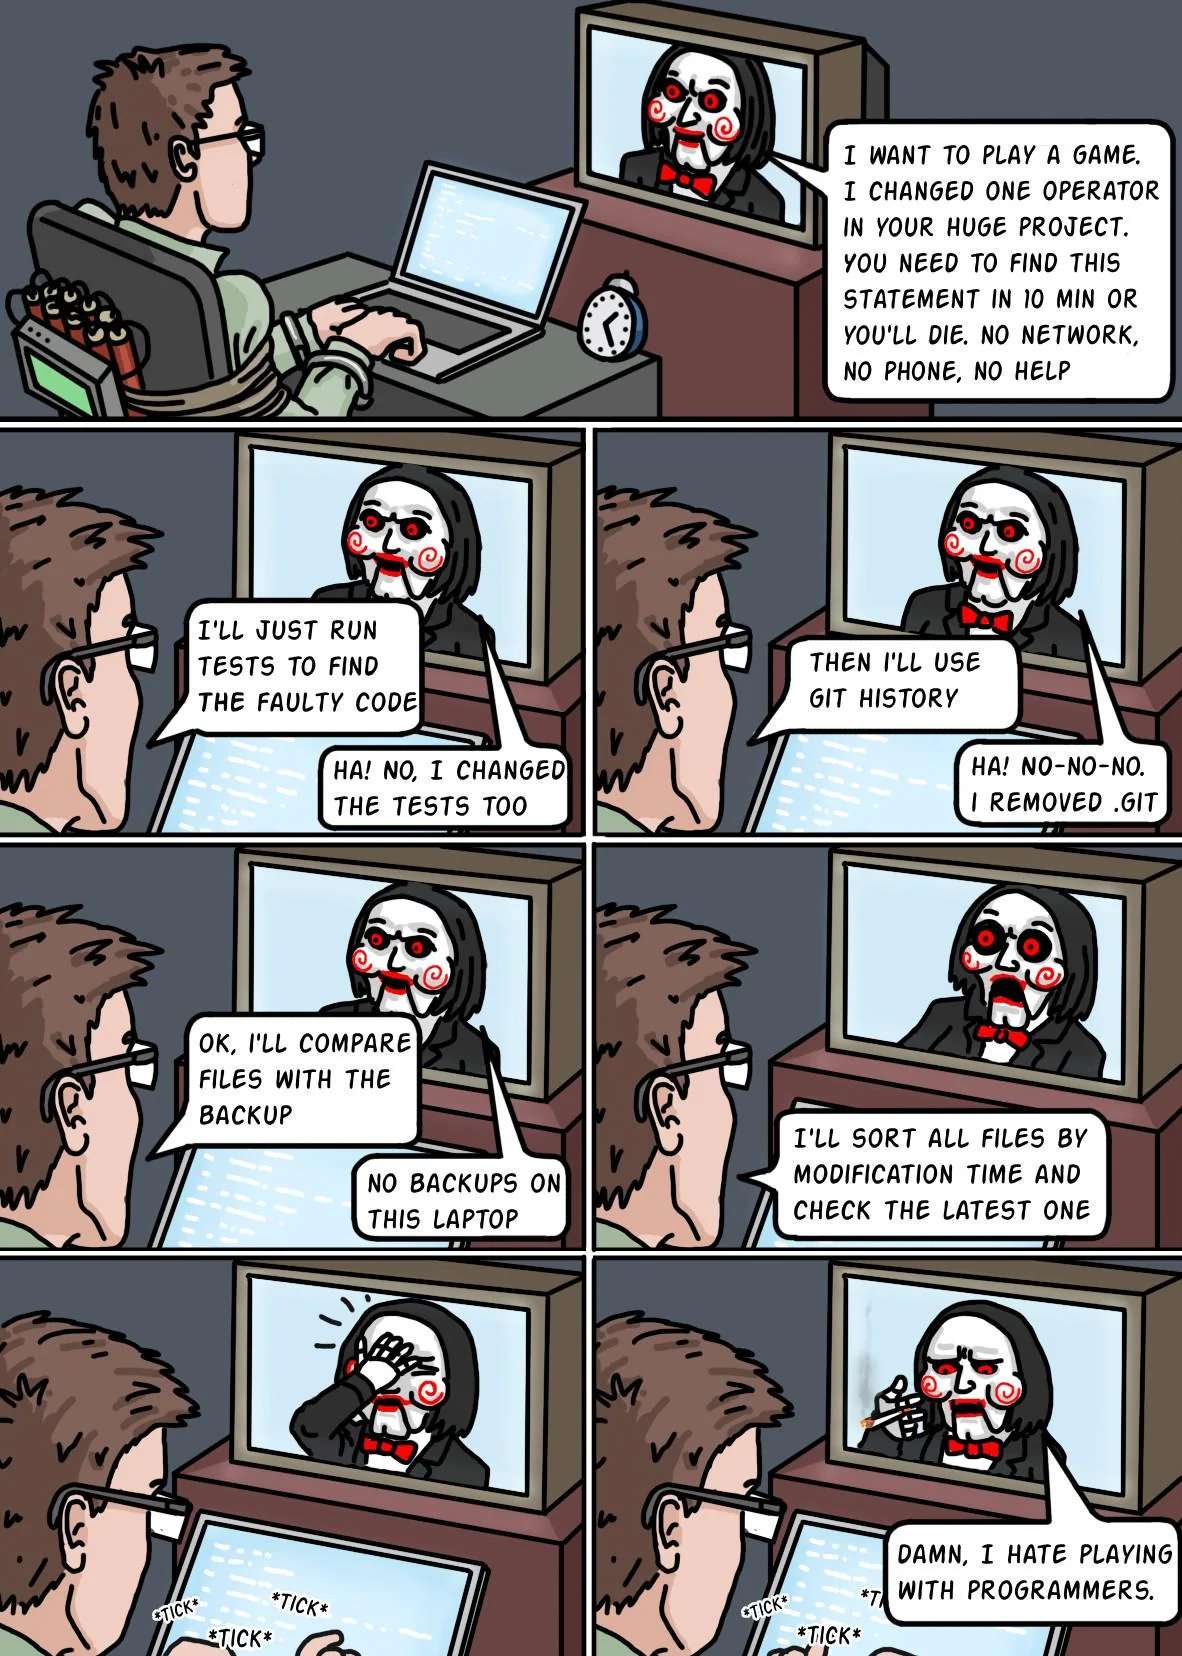 I WANT TO PLAY A GAME.
I CHANGED ONE OPERATOR
IN YOUR HUGE PROJECT.
YOU NEED TO FIND THIS
STATEMENT IN 10 MIN OR
YOU'LL DIE. NO NETWORK,
NO PHONE, NO HELP
I'LL JUST RUN
TESTS TO FIND
THE FAULTY CODE
HA! NO, I CHANGED
THE TESTS TOO
THEN I'LL USE
GIT HISTORY
HA! NO-NO-NO.
I REMOVED .GIT
OK, I'LL COMPARE
FILES WITH THE
BACKUP
NO BACKUPS ON
THIS LAPTOP
I'LL SORT ALL FILES BY
MODIFICATION TIME AND
CHECK THE LATEST ONE
*TICK*
*TICK*
*TICK*
DAMN, I HATE PLAYING
WITH PROGRAMMERS.
*TICK*
*TI
*TICK*